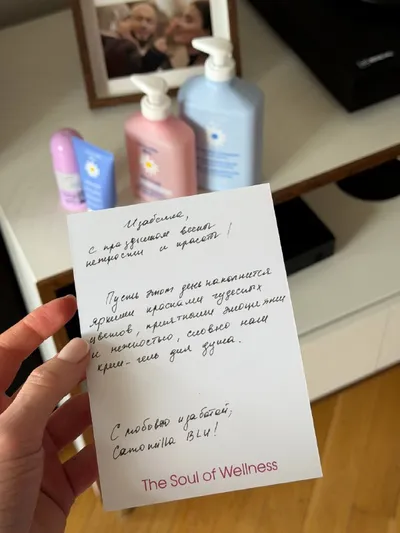 Изабелла,
с праздником весны
нежности и красоты!
Пусть этот день наполнится
яркими красками чудесных
цветов, приятными эмоциями
и нежностью, словно наш
крем-гель для душа.
С любовью и заботой,
Camomilla BLU!
The Soul of Wellness